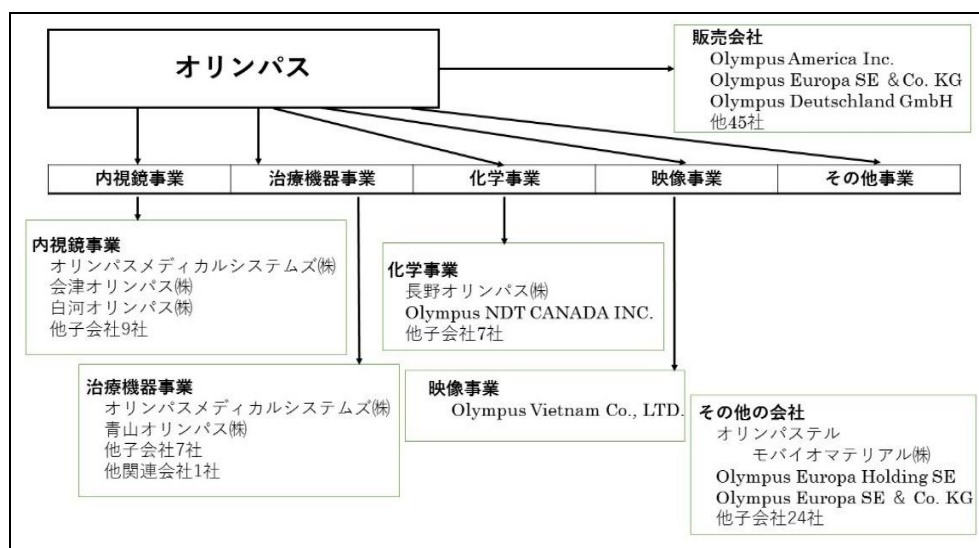 オリンパス
販売会社
Olympus America Inc.
Olympus Europa SE ＆Co. KG
Olympus Deutschland GmbH
他45社
内視鏡事業
治療機器事業
化学事業
映像事業
その他事業
内視鏡事業
オリンパスメディカルシステムズ㈱
会津オリンパス㈱
白河オリンパス㈱
他子会社9社
化学事業
長野オリンパス㈱
Olympus NDT CANADA INC.
他子会社7社
治療機器事業
オリンパスメディカルシステムズ㈱
青山オリンパス㈱
他子会社7社
他関連会社1社
映像事業
Olympus Vietnam Co., LTD.
その他の会社
オリンパステル
モバイオマテリアル㈱
Olympus Europa Holding SE
Olympus Europa SE ＆ Co. KG
他子会社24社